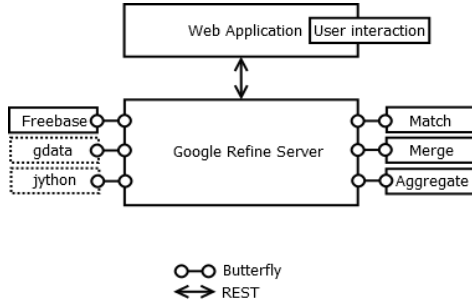 Web Application
User interaction
Freebase
gdata
jython
Google Refine Server
Match
Merge
Aggregate
Butterfly
REST